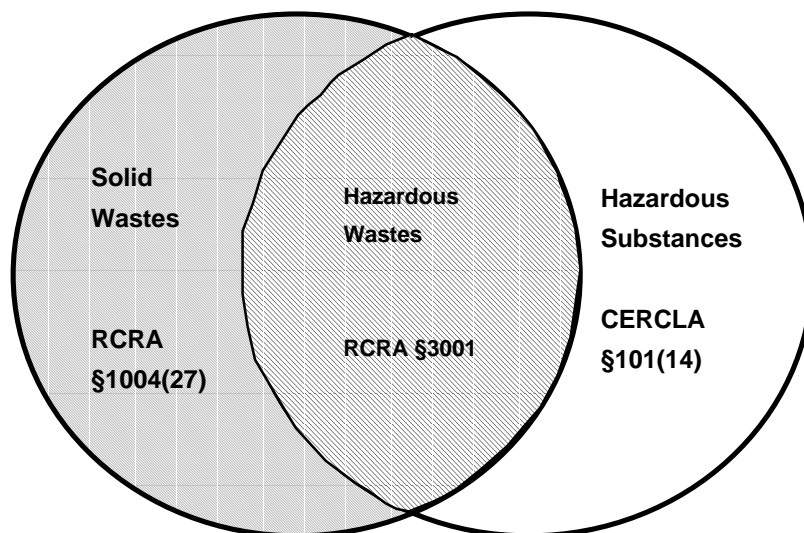 Solid
Wastes
RCRA
§1004(27)
Hazardous
Wastes
RCRA §3001
Hazardous
Substances
CERCLA
§101(14)